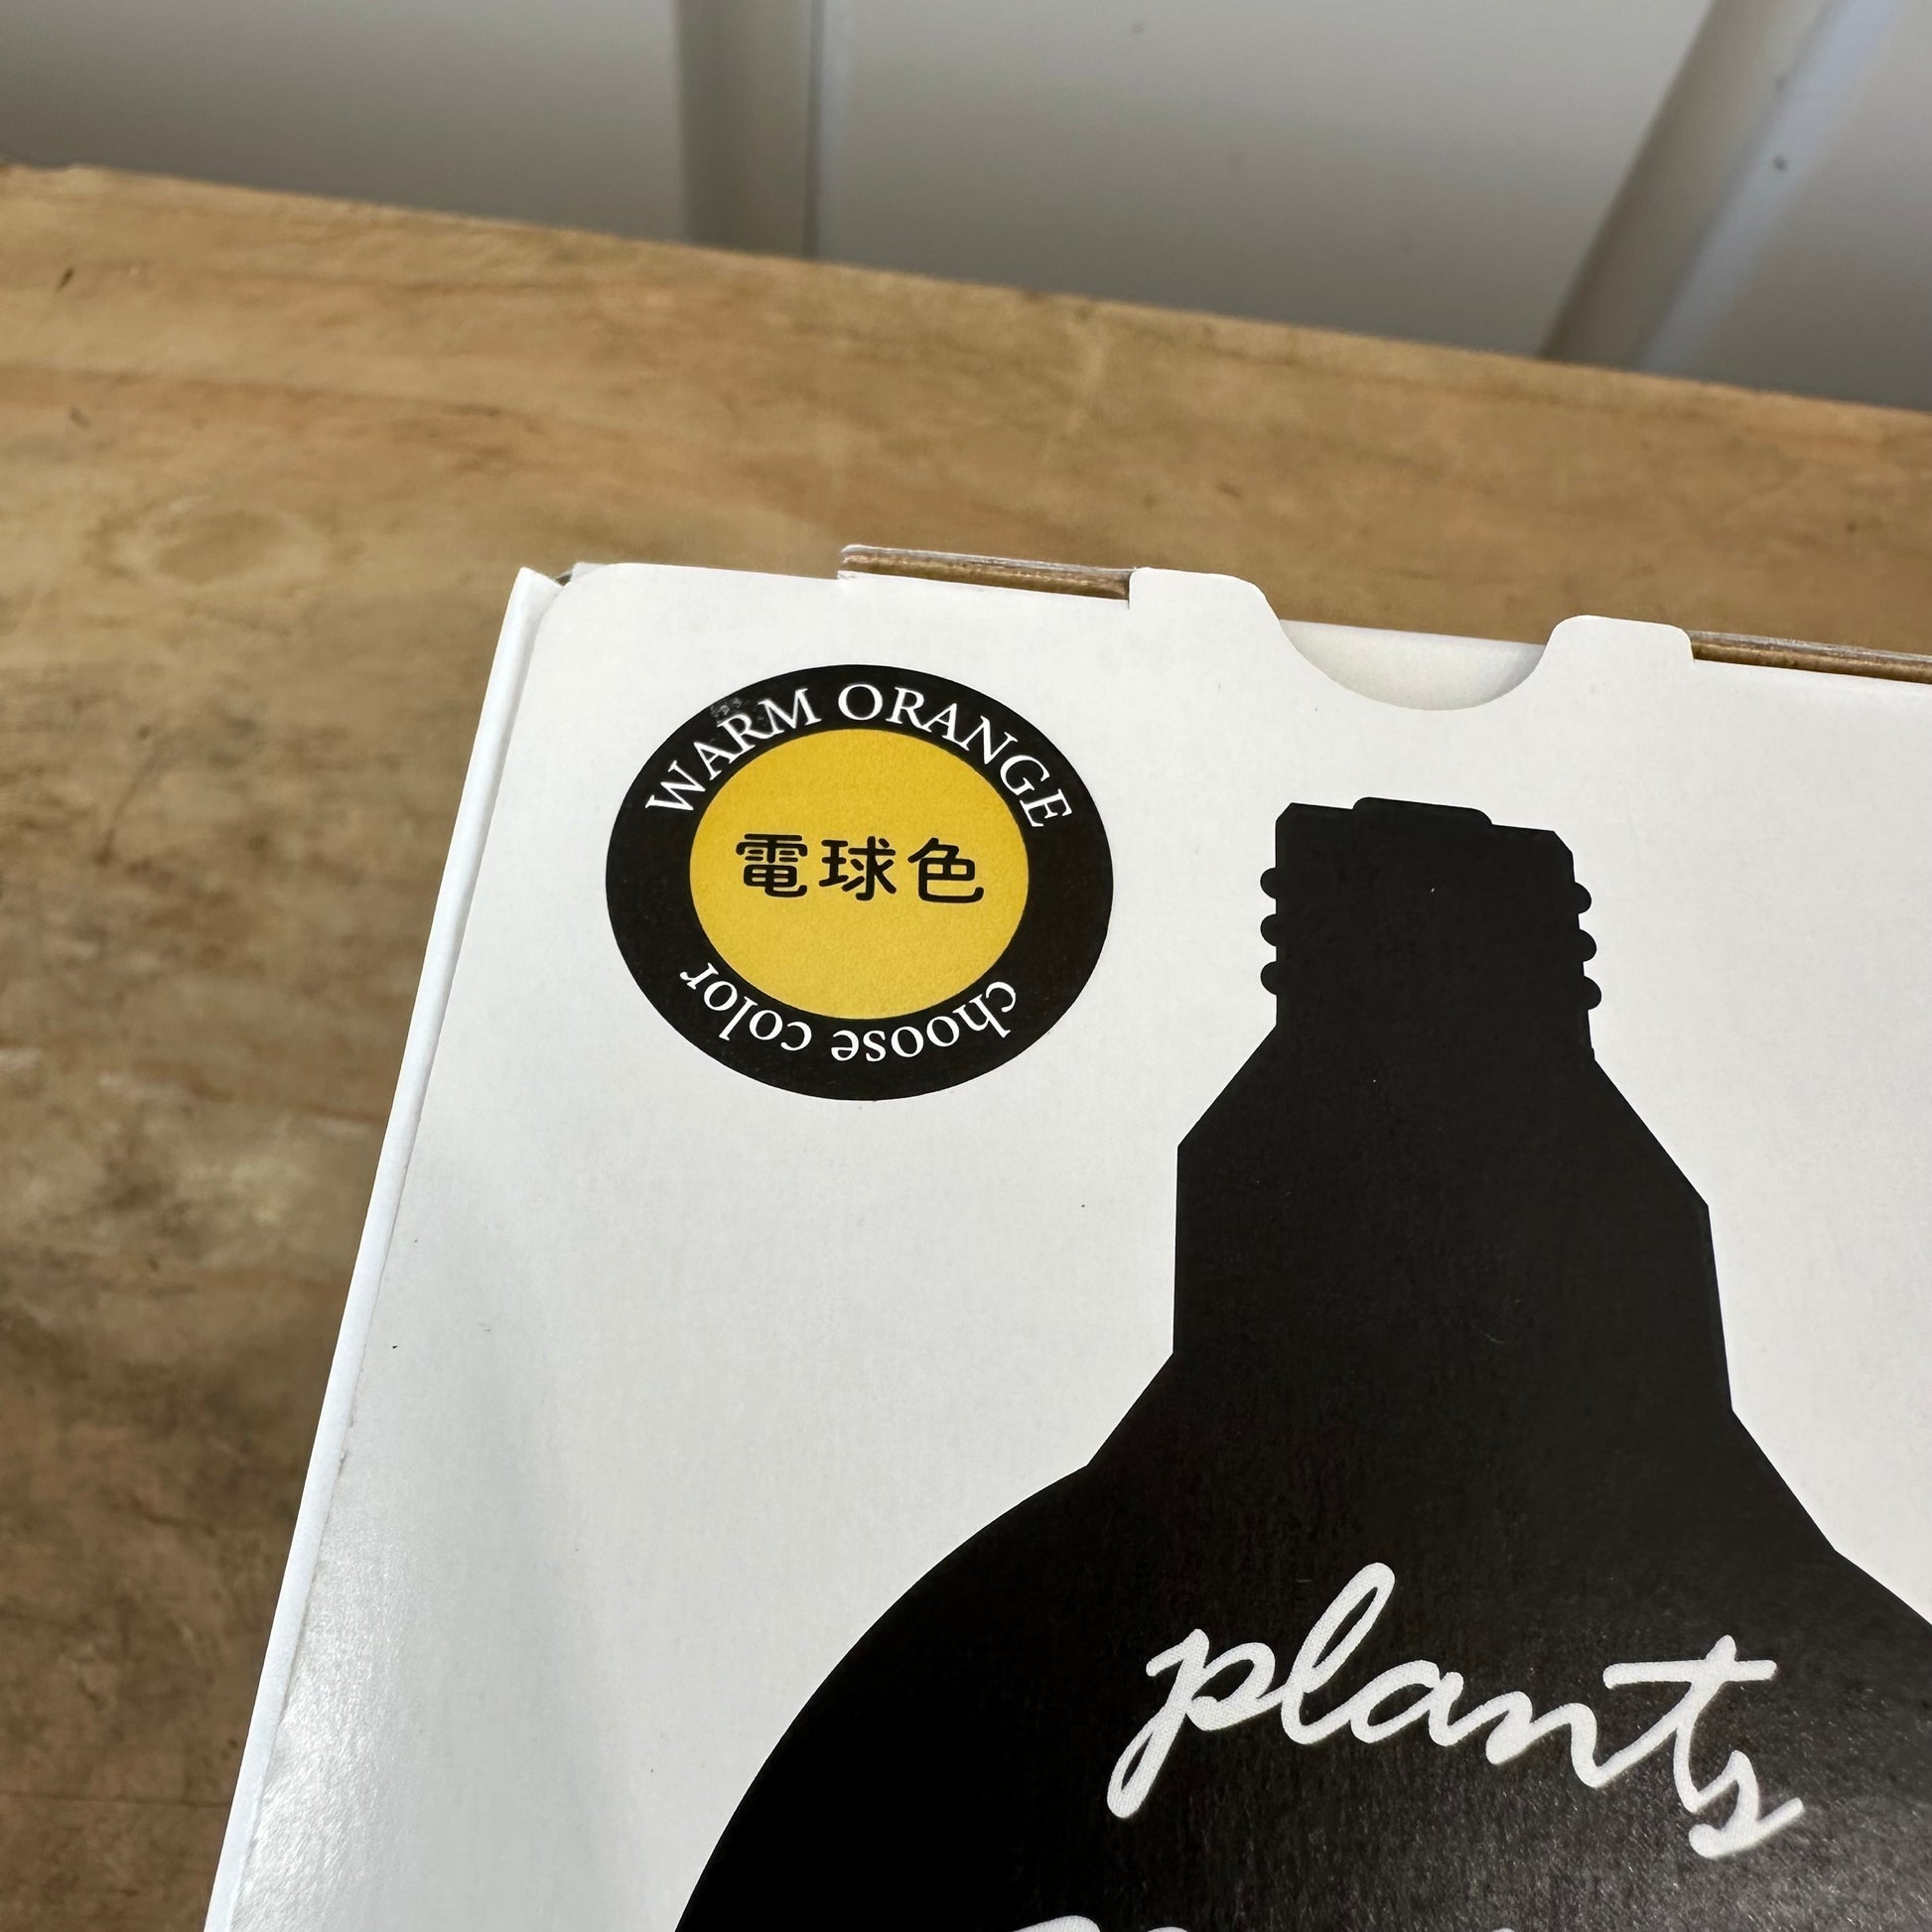 WARM ORANGE
電球色
choose color
plants